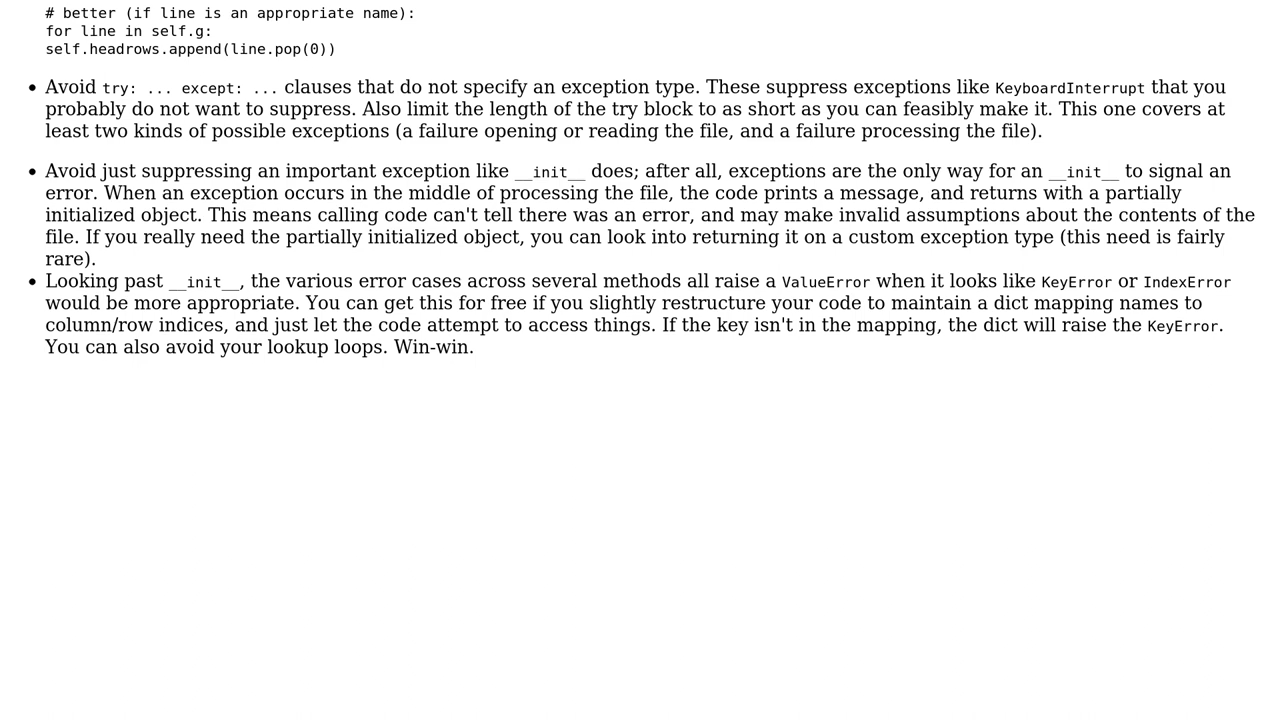 # better (if line is an appropriate name):
for line in self.g:
self.headrows.append(line.pop(0))
• Avoid try: ... except: ... clauses that do not specify an exception type. These suppress exceptions like KeyboardInterrupt that you
probably do not want to suppress. Also limit the length of the try block to as short as you can feasibly make it. This one covers at
least two kinds of possible exceptions (a failure opening or reading the file, and a failure processing the file).
• Avoid just suppressing an important exception like __init__ does; after all, exceptions are the only way for an __init__ to signal an
error. When an exception occurs in the middle of processing the file, the code prints a message, and returns with a partially
initialized object. This means calling code can't tell there was an error, and may make invalid assumptions about the contents of the
file. If you really need the partially initialized object, you can look into returning it on a custom exception type (this need is fairly
rare).
• Looking past __init__, the various error cases across several methods all raise a ValueError when it looks like KeyError or IndexError
would be more appropriate. You can get this for free if you slightly restructure your code to maintain a dict mapping names to
column/row indices, and just let the code attempt to access things. If the key isn't in the mapping, the dict will raise the KeyError.
You can also avoid your lookup loops. Win-win.